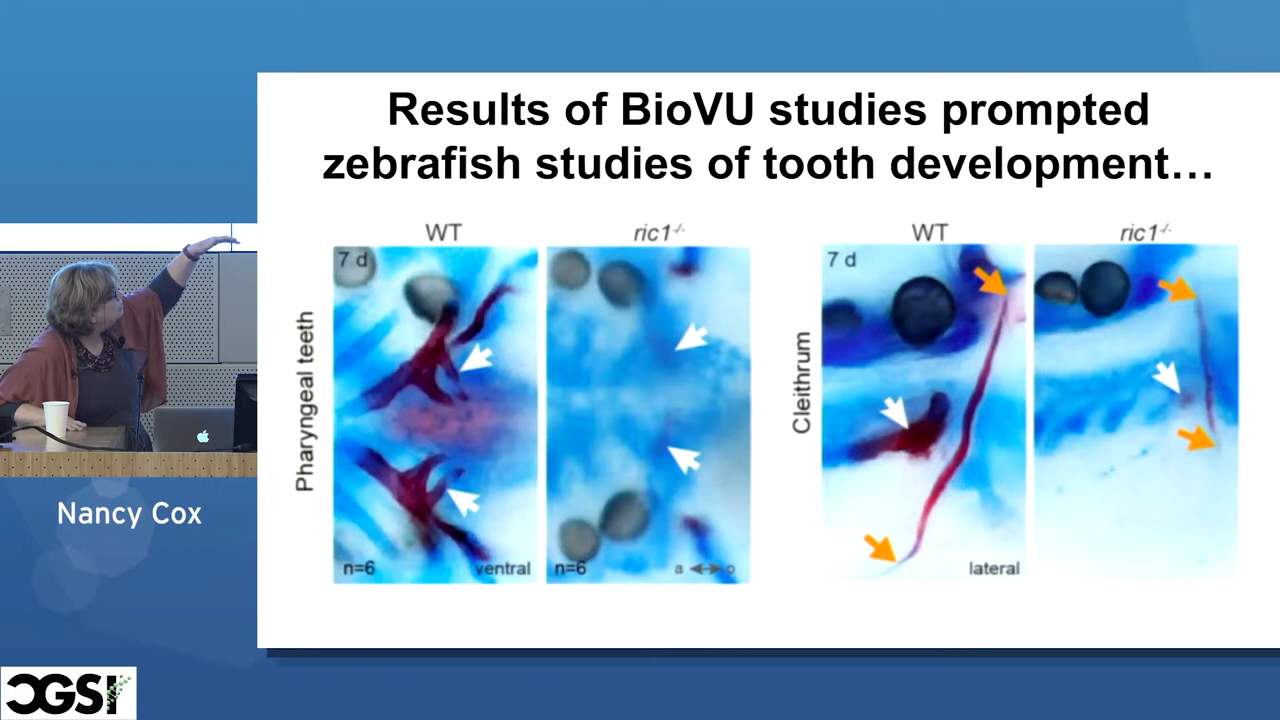 Results of BioVU studies prompted
zebrafish studies of tooth development…
WT
ric1-/-
WT
ric1-/-
7 d
7 d
Pharyngeal teeth
Cleithrum
n=6
ventral
n=6
a p
lateral
Nancy Cox
CGSI